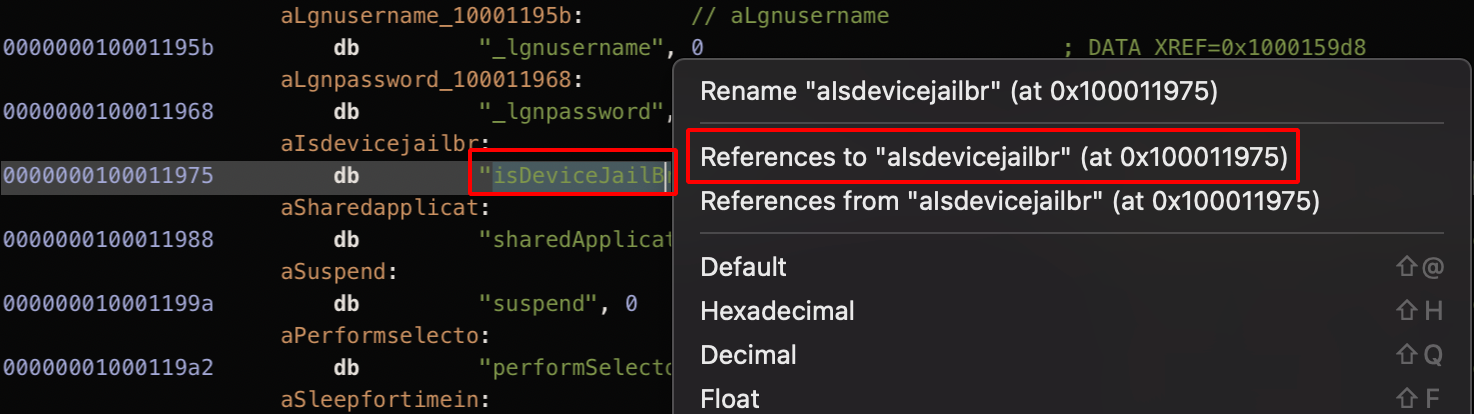 aLgnusername_10001195b: // aLgnusername
000000010001195b db "_lgnusername", 0 ; DATA XREF=0x1000159d8
aLgnpassword_100011968:
0000000100011968 db "_lgnpassword",
aIsdevicejailbr:
0000000100011975 db "isDeviceJailB
aSharedapplicat:
0000000100011988 db "sharedApplicat
aSuspend:
000000010001199a db "suspend", 0
aPerformselecto:
00000001000119a2 db "performSelecto
aSleepfortimein:
Rename "aIsdevicejailbr" (at 0x100011975)
References to "aIsdevicejailbr" (at 0x100011975)
References from "aIsdevicejailbr" (at 0x100011975)
Default ⇧@
Hexadecimal ⇧H
Decimal ⇧Q
Float ⇧F